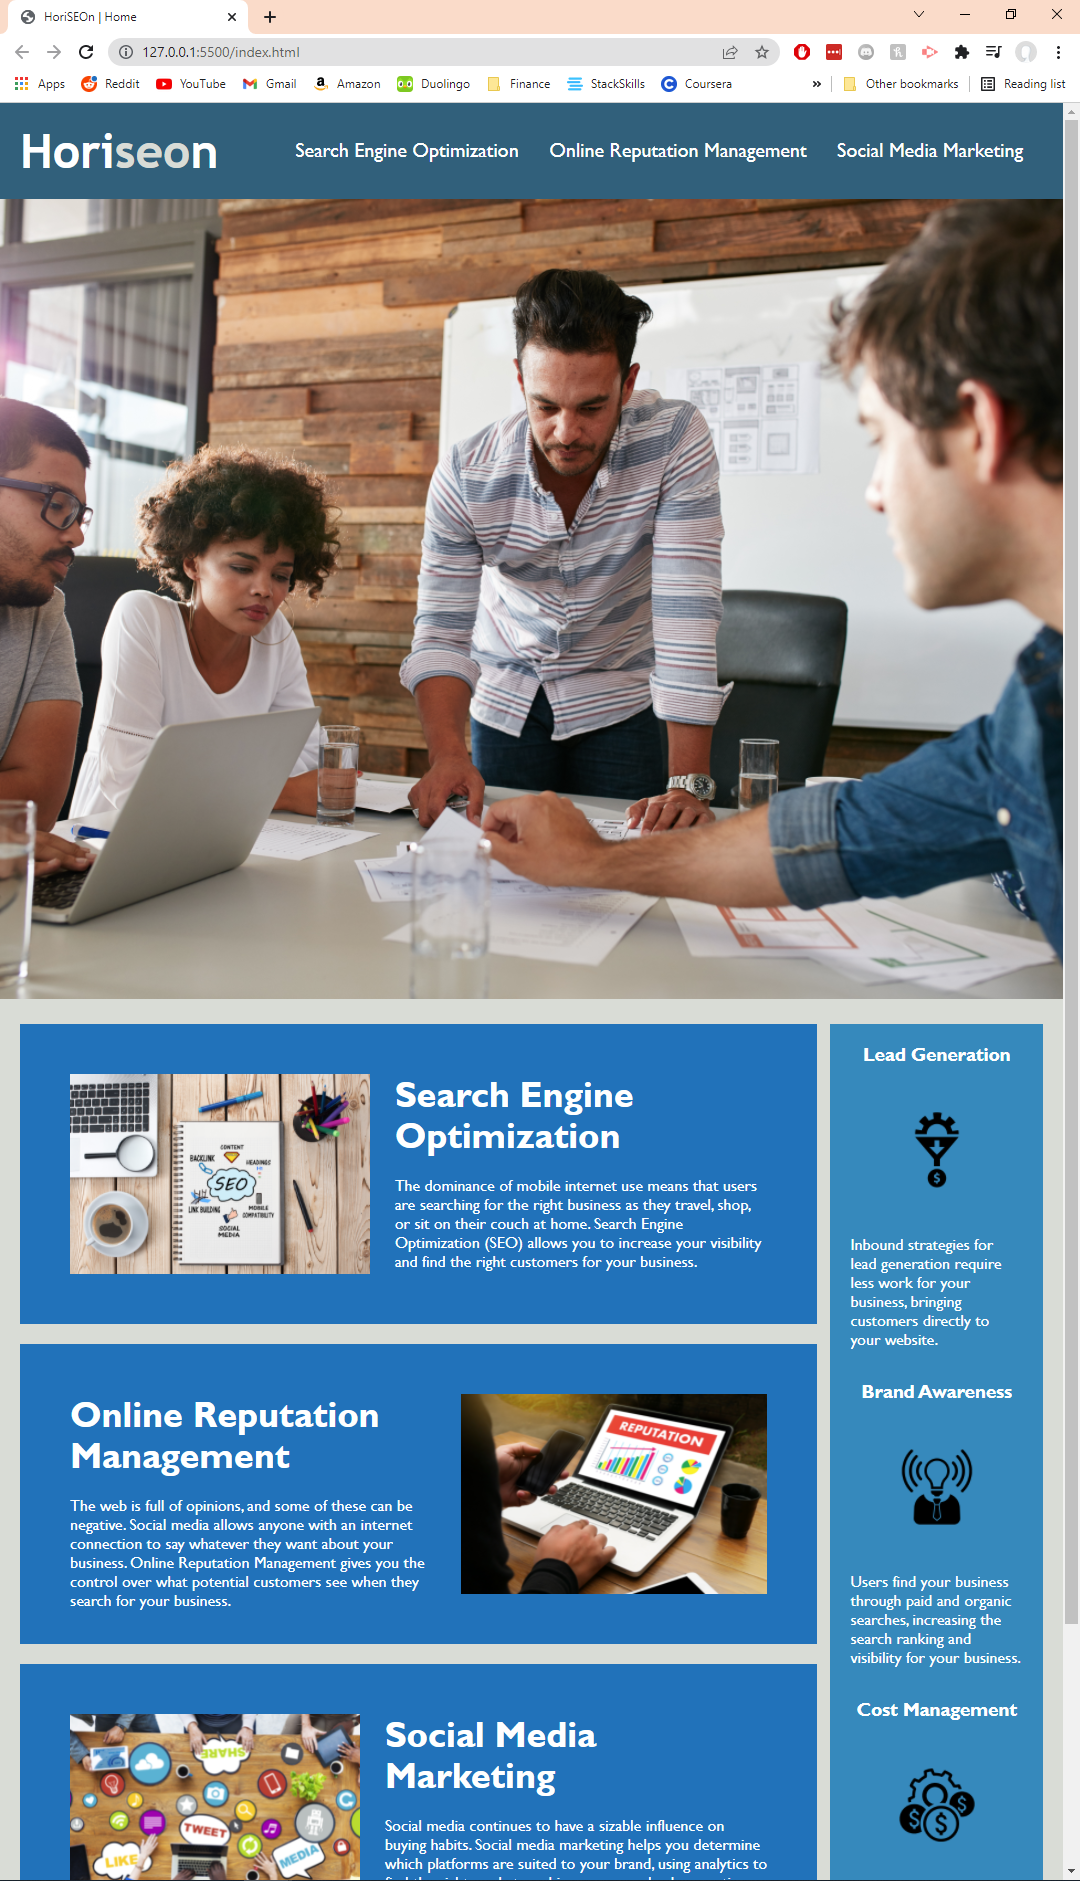 HoriSEOn | Home
127.0.0.1:5500/index.html
Apps Reddit YouTube Gmail Amazon Duolingo Finance StackSkills Coursera » Other bookmarks Reading list
Horiseon
Search Engine Optimization Online Reputation Management Social Media Marketing
CONTENT
BACKLINK
HEADINGS
SEO
LINK BUILDING
MOBILE
COMPATIBILITY
SOCIAL
MEDIA
Search Engine
Optimization
The dominance of mobile internet use means that users
are searching for the right business as they travel, shop,
or sit on their couch at home. Search Engine
Optimization (SEO) allows you to increase your visibility
and find the right customers for your business.
Online Reputation
Management
The web is full of opinions, and some of these can be
negative. Social media allows anyone with an internet
connection to say whatever they want about your
business. Online Reputation Management gives you the
control over what potential customers see when they
search for your business.
REPUTATION
SHARE
TWEET
LIKE
MEDIA
Social Media
Marketing
Social media continues to have a sizable influence on
buying habits. Social media marketing helps you determine
which platforms are suited to your brand, using analytics to
Lead Generation
Inbound strategies for
lead generation require
less work for your
business, bringing
customers directly to
your website.
Brand Awareness
Users find your business
through paid and organic
searches, increasing the
search ranking and
visibility for your business.
Cost Management